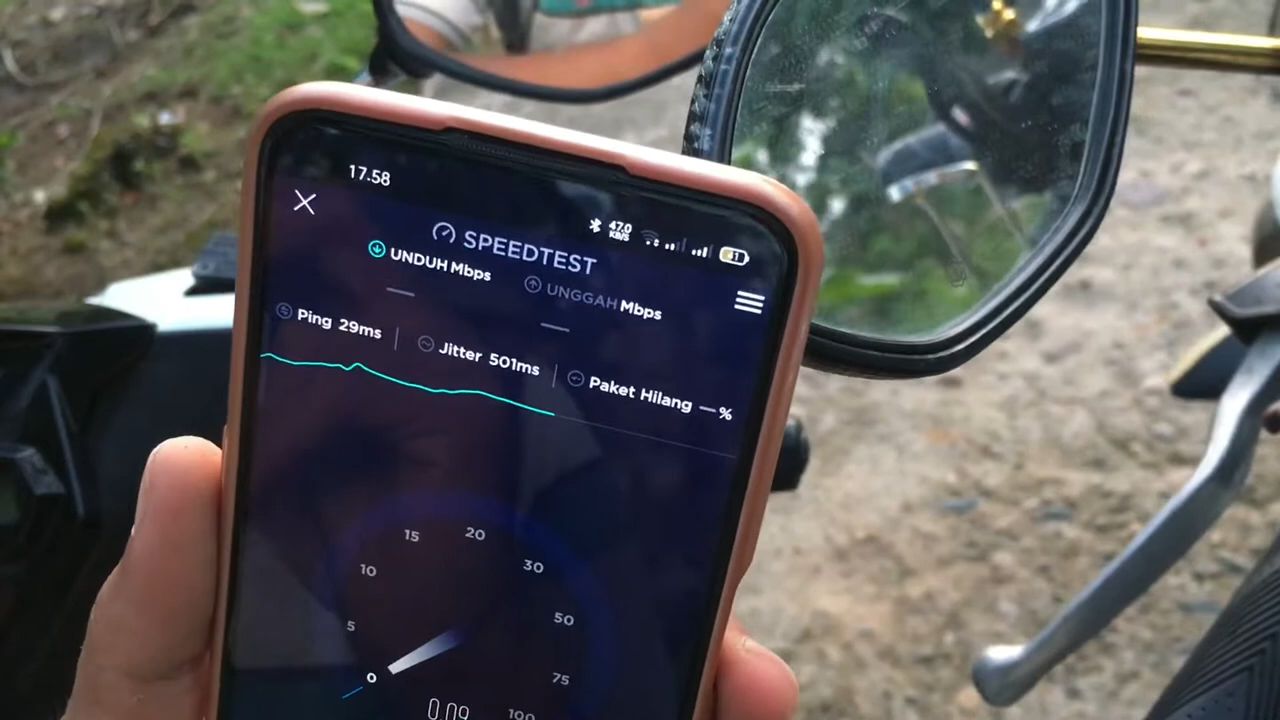 17.58
47.0
KB/S
41
SPEEDTEST
UNDUH Mbps
UNGGAH Mbps
—
—
Ping 29ms
Jitter 501ms
Paket Hilang — %
15
20
10
30
5
50
0
75
0.09
100